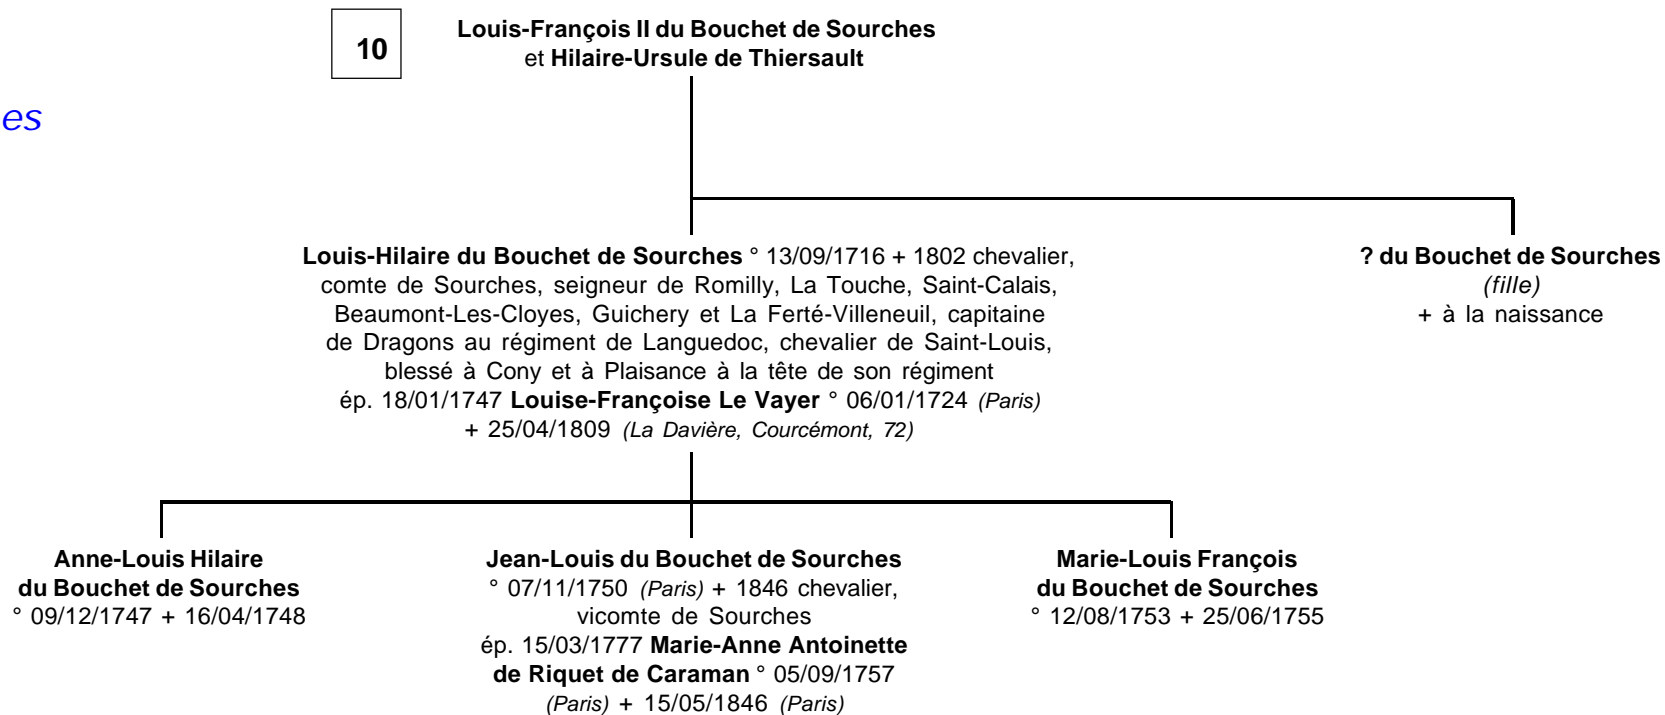 10
Louis-François II du Bouchet de Sourches
et Hilaire-Ursule de Thiersault
es
Louis-Hilaire du Bouchet de Sourches ° 13/09/1716 + 1802 chevalier,
comte de Sourches, seigneur de Romilly, La Touche, Saint-Calais,
Beaumont-Les-Cloyes, Guichery et La Ferté-Villeneuil, capitaine
de Dragons au régiment de Languedoc, chevalier de Saint-Louis,
blessé à Cony et à Plaisance à la tête de son régiment
ép. 18/01/1747 Louise-Françoise Le Vayer ° 06/01/1724 (Paris)
+ 25/04/1809 (La Davière, Courcémont, 72)
? du Bouchet de Sourches
(fille)
+ à la naissance
Anne-Louis Hilaire
du Bouchet de Sourches
° 09/12/1747 + 16/04/1748
Jean-Louis du Bouchet de Sourches
° 07/11/1750 (Paris) + 1846 chevalier,
vicomte de Sourches
ép. 15/03/1777 Marie-Anne Antoinette
de Riquet de Caraman ° 05/09/1757
(Paris) + 15/05/1846 (Paris)
Marie-Louis François
du Bouchet de Sourches
° 12/08/1753 + 25/06/1755